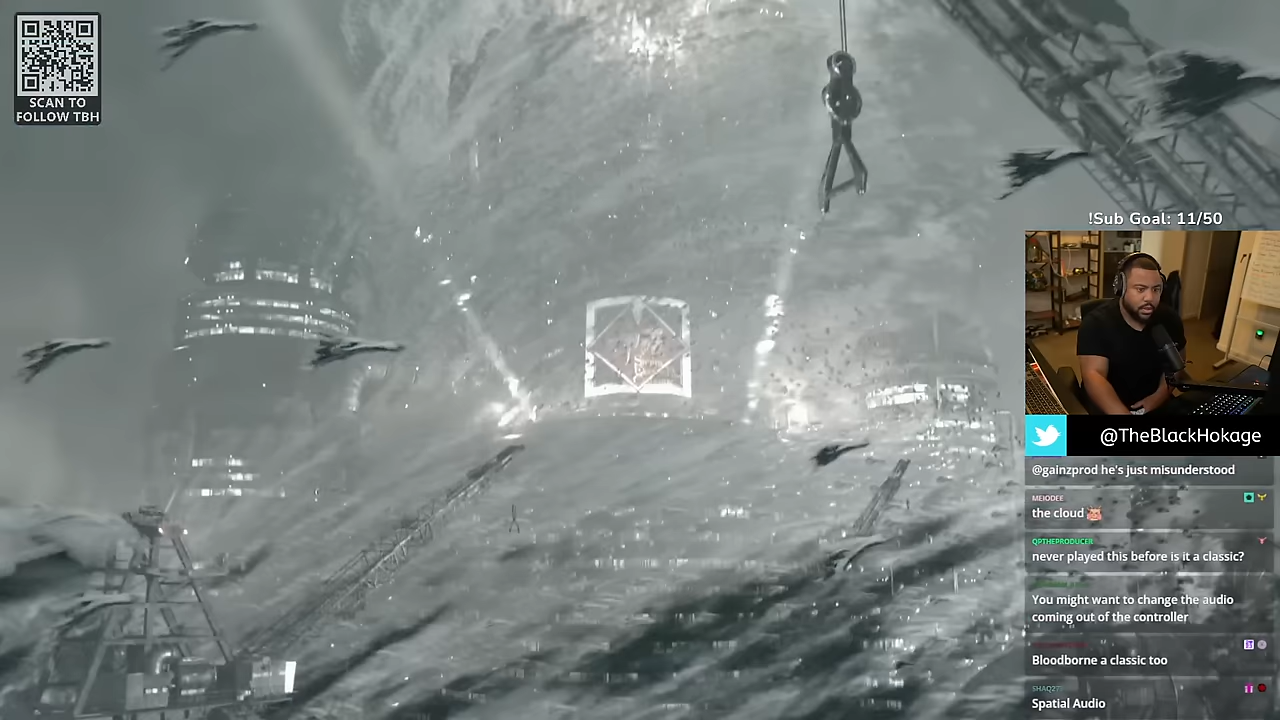 SCAN TO
FOLLOW TBH
!Sub Goal: 11/50
@TheBlackHokage
@gainzprod he's just misunderstood
MEIODEE
the cloud
QPTHEPRODUCER
never played this before is it a classic?
You might want to change the audio
coming out of the controller
Bloodborne a classic too
Spatial Audio